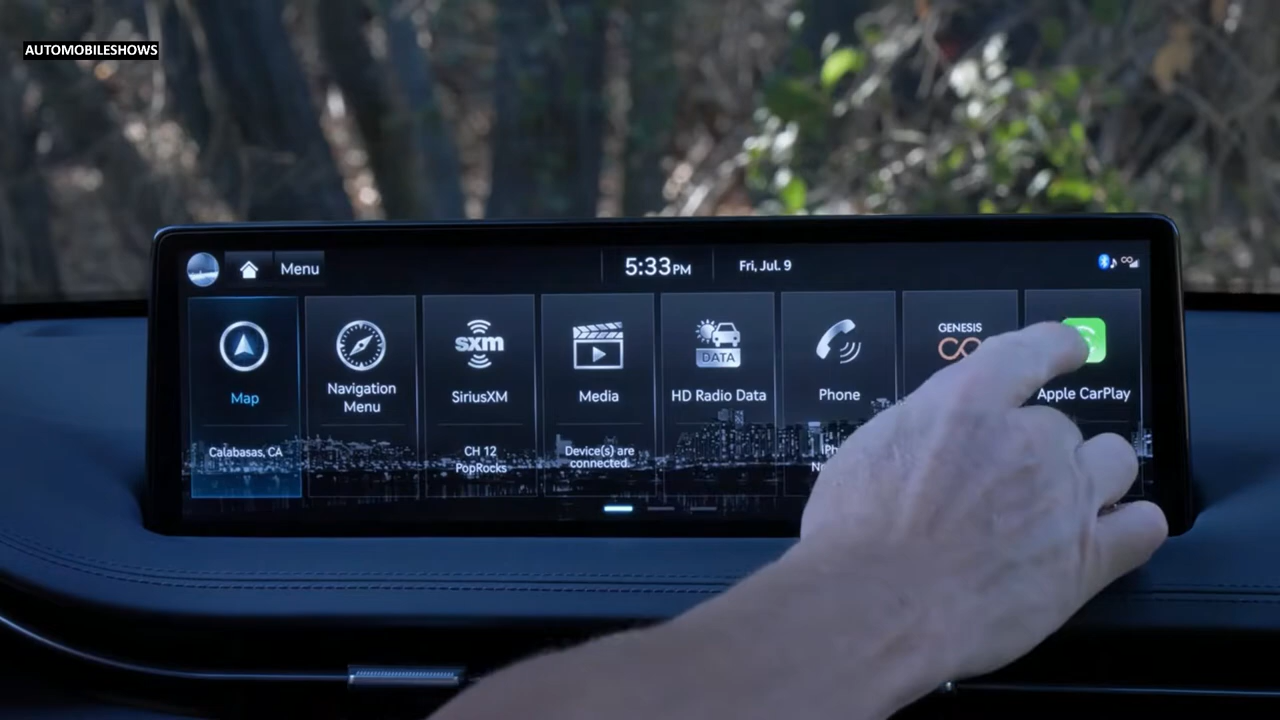 AUTOMOBILESHOWS
Menu
5:33PM
Fri, Jul. 9
Map
Calabasas, CA
Navigation
Menu
sxm
SiriusXM
CH 12
PopRocks
Media
Device(s) are
connected.
DATA
HD Radio Data
Phone
GENESIS
Apple CarPlay